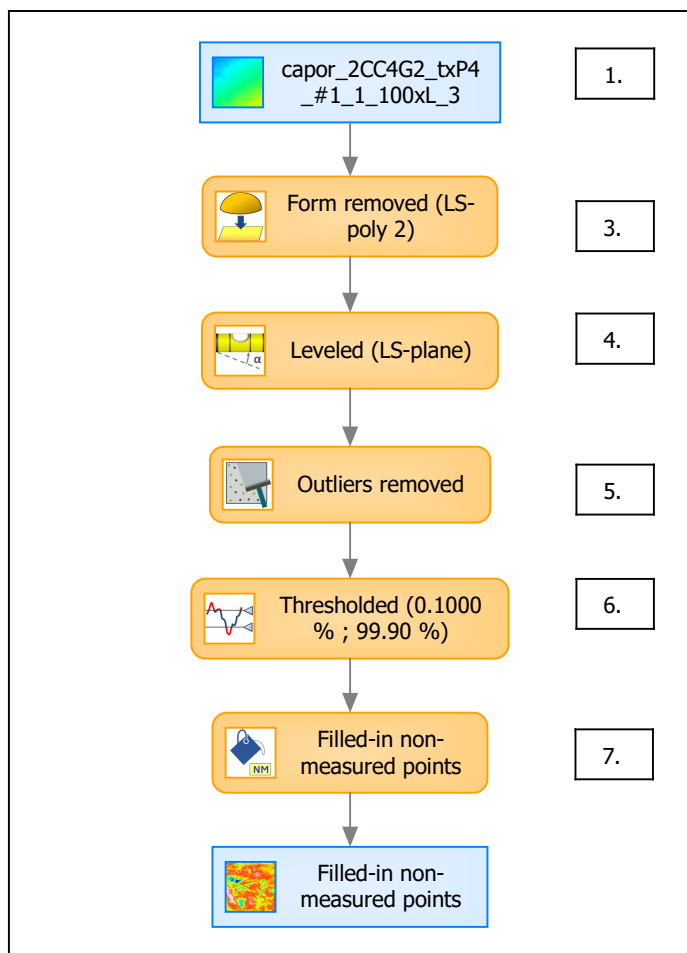 capor_2CC4G2_txP4
_#1_1_100xL_3
1.
Form removed (LS-
poly 2)
3.
α
Leveled (LS-plane)
4.
Outliers removed
5.
Thresholded (0.1000
% ; 99.90 %)
6.
NM
Filled-in non-
measured points
7.
Filled-in non-
measured points